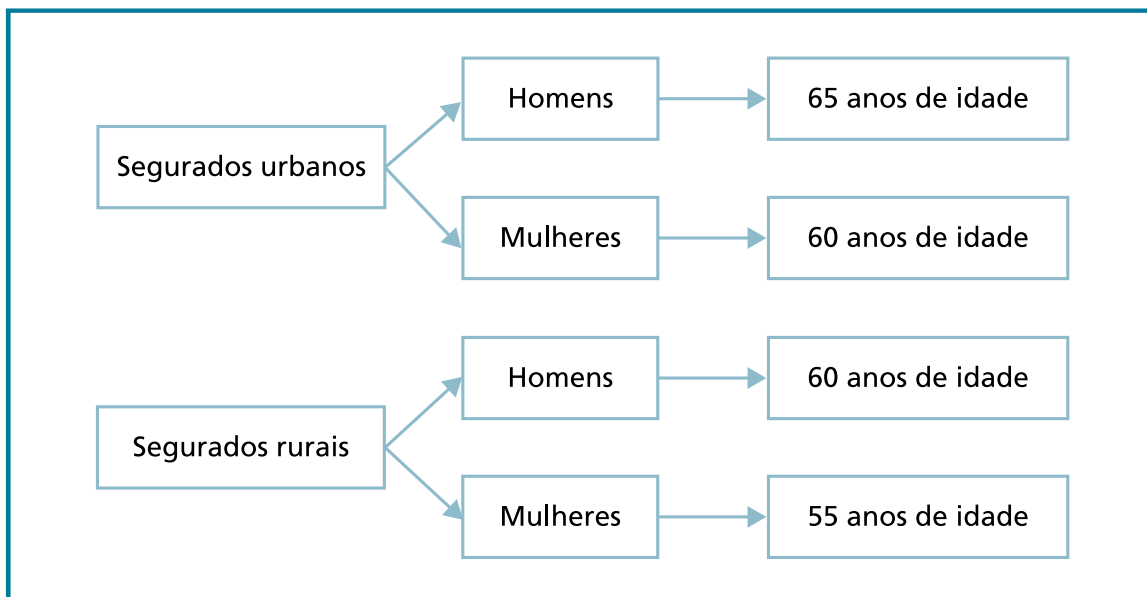 Segurados urbanos
Homens
65 anos de idade
Mulheres
60 anos de idade
Segurados rurais
Homens
60 anos de idade
Mulheres
55 anos de idade